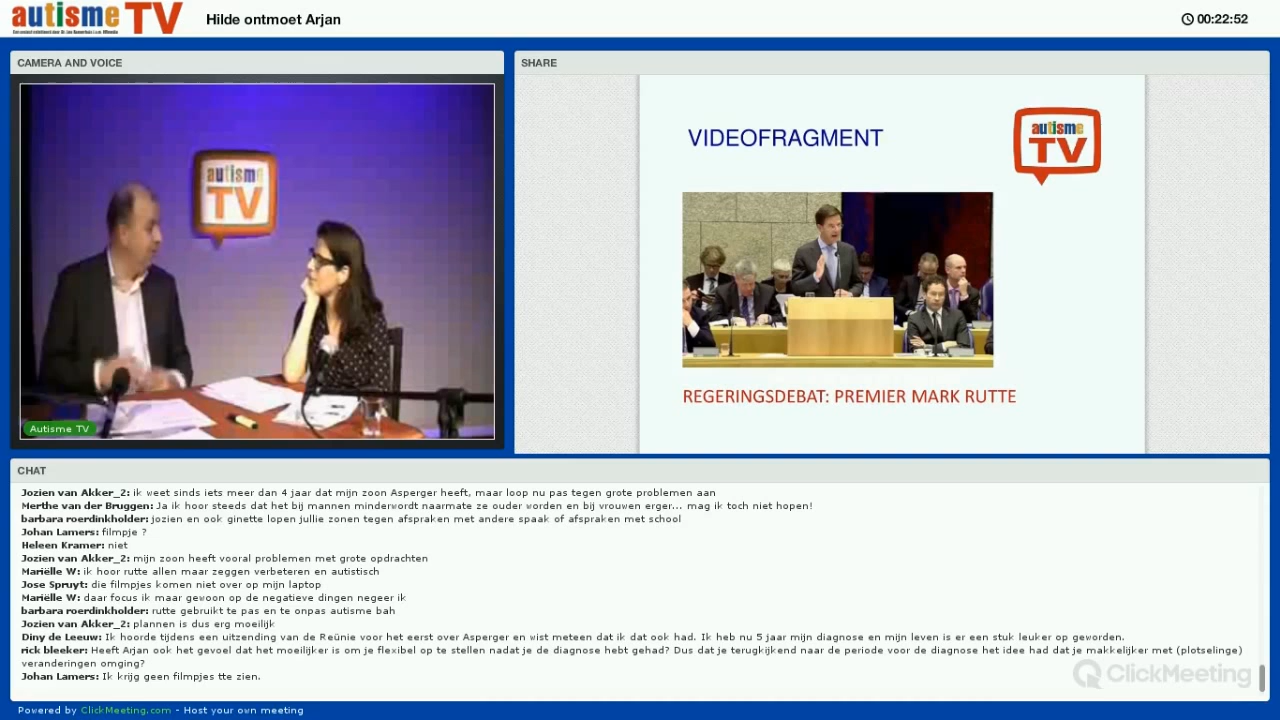 autisme TV
Hilde ontmoet Arjan
00:22:52
CAMERA AND VOICE
SHARE
autisme
TV
Autisme TV
VIDEOFRAGMENT
autisme
TV
REGERINGSDEBAT: PREMIER MARK RUTTE
CHAT
Jozien van Akker_2: ik weet sinds iets meer dan 4 jaar dat mijn zoon Asperger heeft, maar loop nu pas tegen grote problemen aan
Merthe van der Bruggen: Ja ik hoor steeds dat het bij mannen minderwordt naarmate ze ouder worden en bij vrouwen erger... mag ik toch niet hopen!
barbara roerdinkholder: jozien en ook ginette lopen jullie zonen tegen afspraken met andere spaak of afspraken met school
Johan Lamers: filmpje ?
Heleen Kramer: niet
Jozien van Akker_2: mijn zoon heeft vooral problemen met grote opdrachten
Mariëlle W: ik hoor rutte allen maar zeggen verbeteren en autistisch
Jose Spruyt: die filmpjes komen niet over op mijn laptop
Mariëlle W: daar focus ik maar gewoon op de negatieve dingen negeer ik
barbara roerdinkholder: rutte gebruikt te pas en te onpas autisme bah
Jozien van Akker_2: plannen is dus erg moeilijk
Diny de Leeuw: Ik hoorde tijdens een uitzending van de Reünie voor het eerst over Asperger en wist meteen dat ik dat ook had. Ik heb nu 5 jaar mijn diagnose en mijn leven is er een stuk leuker op geworden.
rick bleeker: Heeft Arjan ook het gevoel dat het moeilijker is om je flexibel op te stellen nadat je de diagnose hebt gehad? Dus dat je terugkijkend naar de periode voor de diagnose het idee had dat je makkelijker met (plotselinge)
veranderingen omging?
Johan Lamers: Ik krijg geen filmpjes tte zien.
ClickMeeting
Powered by ClickMeeting.com - Host your own meeting